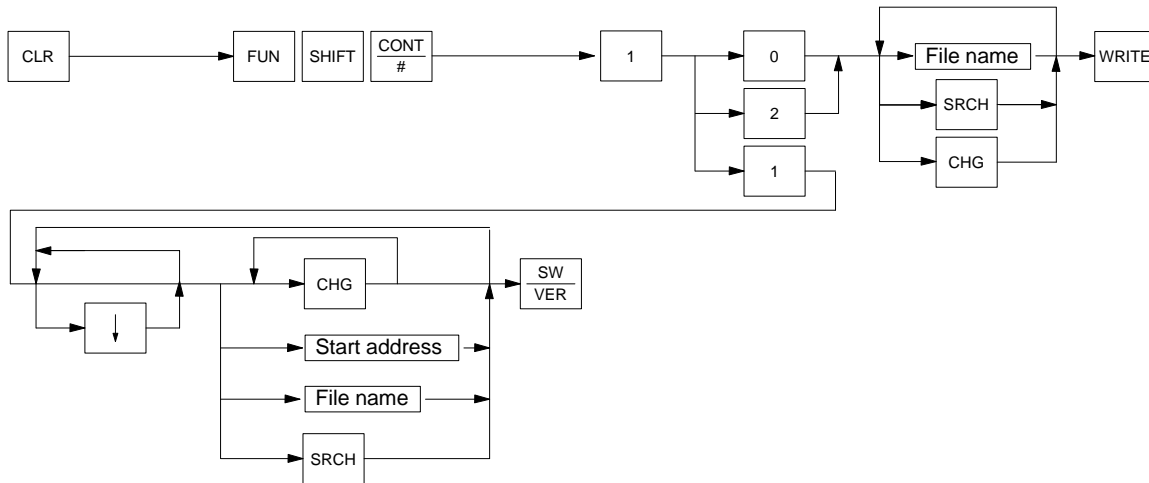 CLR FUN SHIFT CONT 1 0 File name WRITE
#
SRCH
2
CHG
1
CHG SW
VER
Start address
File name
SRCH